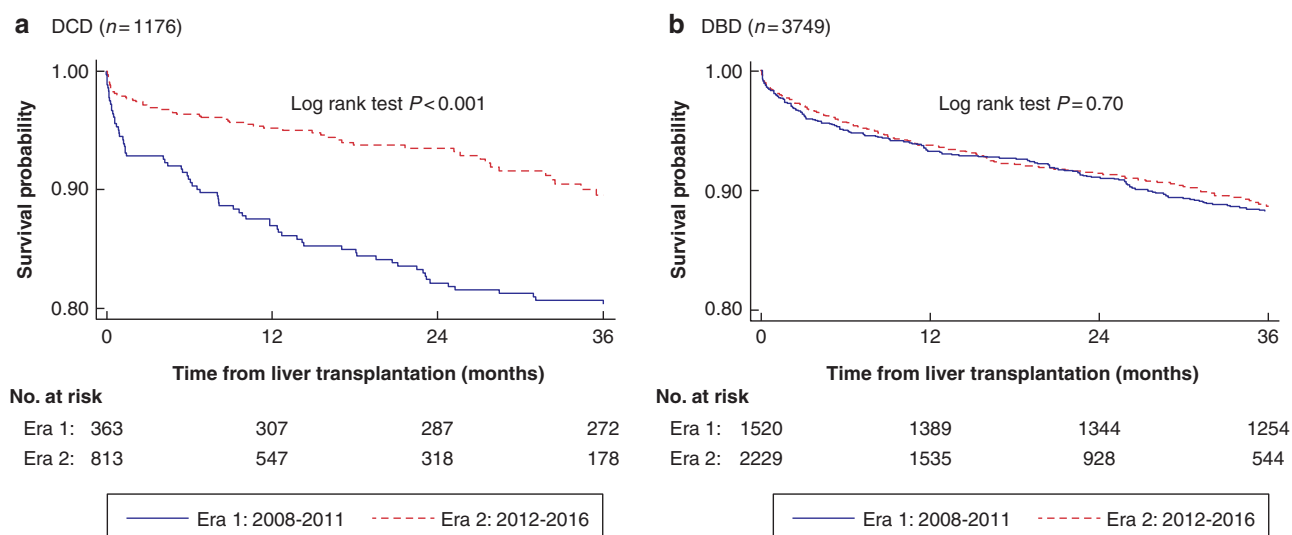 a DCD (n=1176)
1.00
0.90
0.80
Survival probability
Log rank test P<0.001
0 12 24 36
Time from liver transplantation (months)
No. at risk
Era 1: 363 307 287 272
Era 2: 813 547 318 178
Era 1: 2008-2011 Era 2: 2012-2016
b DBD (n=3749)
1.00
0.90
0.80
Survival probability
Log rank test P=0.70
0 12 24 36
Time from liver transplantation (months)
No. at risk
Era 1: 1520 1389 1344 1254
Era 2: 2229 1535 928 544
Era 1: 2008-2011 Era 2: 2012-2016